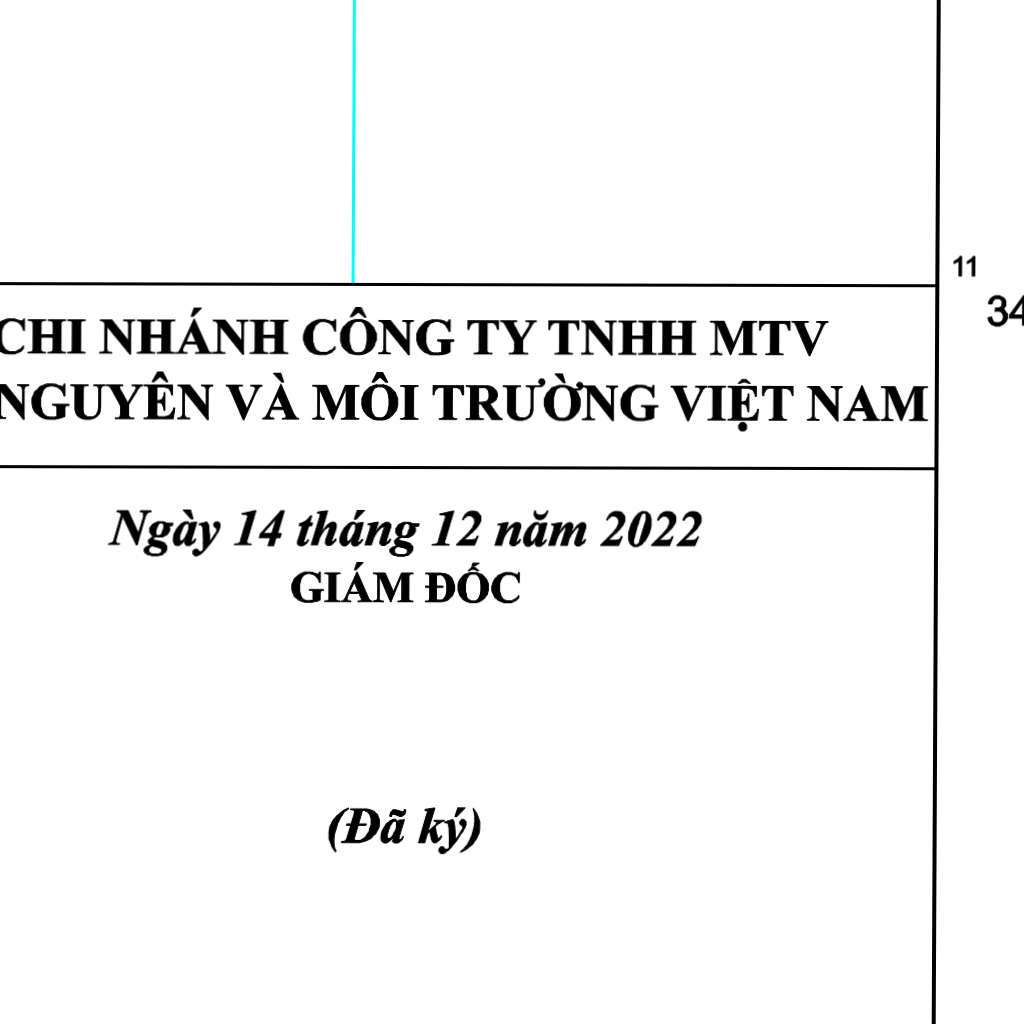 11
34
CHI NHÁNH CÔNG TY TNHH MTV
NGUYÊN VÀ MÔI TRƯỜNG VIỆT NAM
Ngày 14 tháng 12 năm 2022
GIÁM ĐỐC
(Đã ký)